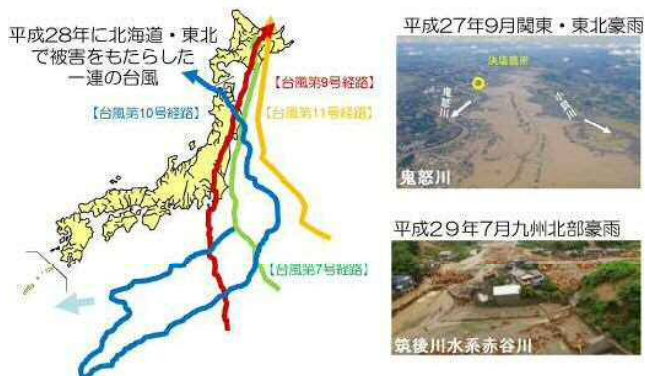 平成28年に北海道・東北
で被害をもたらした
一連の台風
【台風第9号経路】
【台風第10号経路】
【台風第11号経路】
【台風第7号経路】
平成27年9月関東・東北豪雨
決壊箇所
鬼怒川
小貝川
鬼怒川
平成29年7月九州北部豪雨
筑後川水系赤谷川